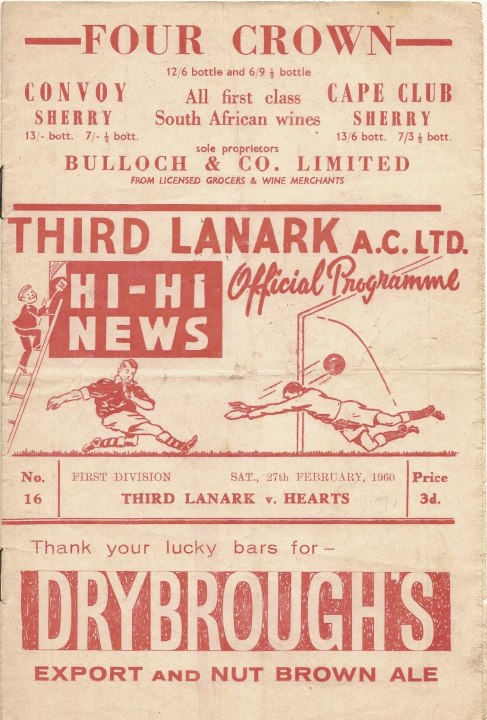 FOUR CROWN
12/6 bottle and 6/9 ½ bottle
CONVOY
SHERRY
13/- bott. 7/- ½ bott.
All first class
South African wines
CAPE CLUB
SHERRY
13/6 bott. 7/3 ½ bott.
sole proprietors
BULLOCH & CO. LIMITED
FROM LICENSED GROCERS & WINE MERCHANTS
THIRD LANARK A.C. LTD.
Official Programme
HI-HI
NEWS
No.
16
FIRST DIVISION SAT., 27th FEBRUARY, 1960
THIRD LANARK v. HEARTS
Price
3d.
Thank your lucky bars for –
DRYBROUGH'S
EXPORT AND NUT BROWN ALE